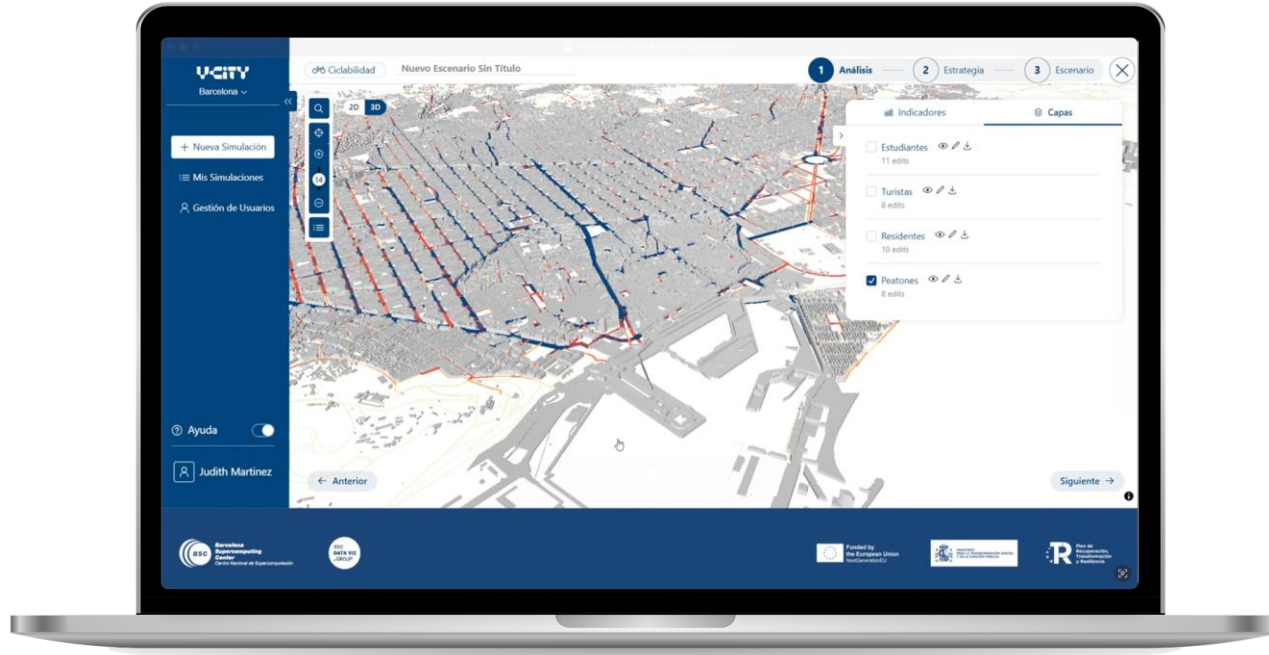 V-CITY
Barcelona
Ciclabilidad
Nuevo Escenario Sin Título
1 Análisis
2 Estrategia
3 Escenario
2D 3D
14
+ Nueva Simulación
Mis Simulaciones
Gestión de Usuarios
Indicadores
Capas
Estudiantes
11 edits
Turistas
8 edits
Residentes
10 edits
Peatones
8 edits
Ayuda
Judith Martinez
← Anterior
Siguiente →
BSC
Barcelona
Supercomputing
Center
Centro Nacional de Supercomputación
BSC
DATA VIZ
GROUP
Funded by
the European Union
NextGenerationEU
R
Plan de
Recuperación,
Transformación
y Resiliencia